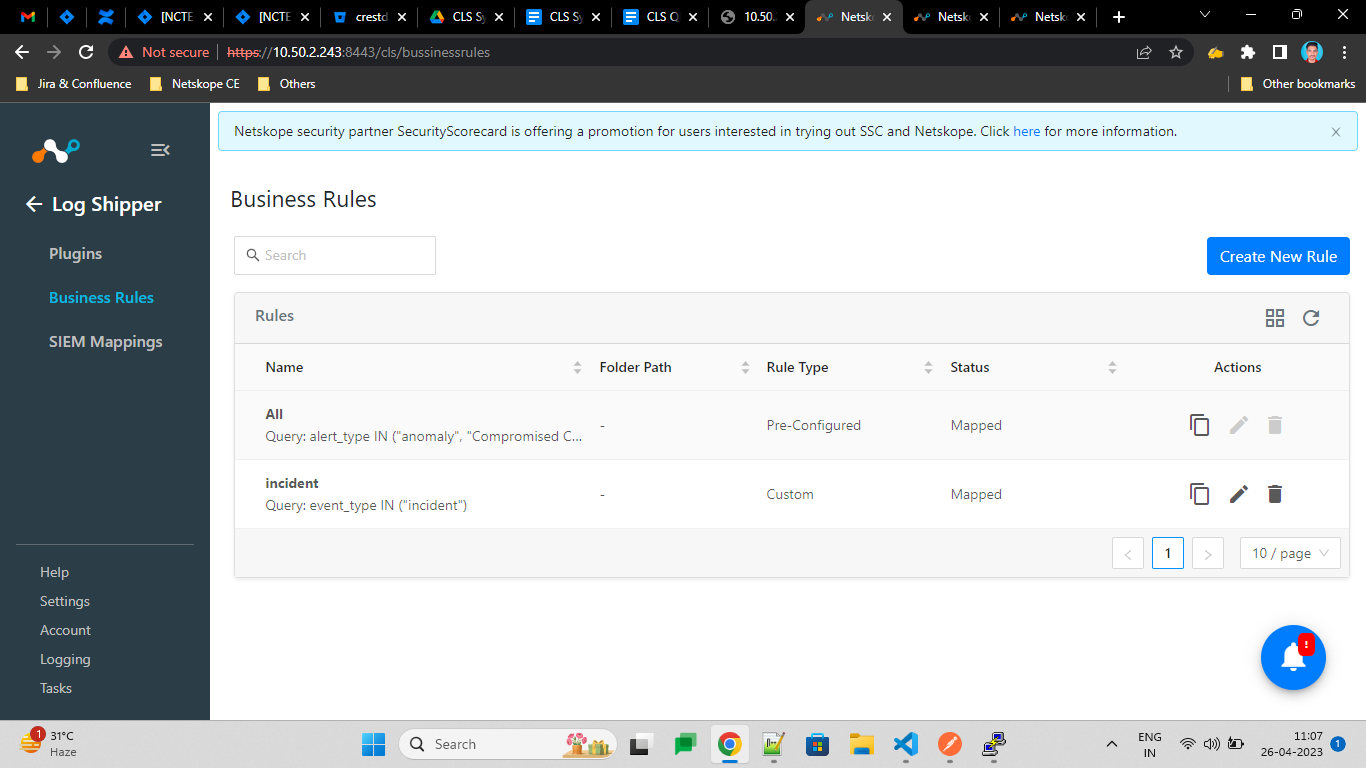 [NCTE
[NCTE
crestd
CLS Sy
CLS Sy
CLS Q
10.50.
Netsko
Netsk
Netsk
Not secure
https://10.50.2.243:8443/cls/bussinessrules
Jira & Confluence
Netskope CE
Others
Other bookmarks
Netskope security partner SecurityScorecard is offering a promotion for users interested in trying out SSC and Netskope. Click here for more information.
Log Shipper
Plugins
Business Rules
SIEM Mappings
Help
Settings
Account
Logging
Tasks
Business Rules
Search
Create New Rule
Rules
Name Folder Path Rule Type Status Actions
All
Query: alert_type IN ("anomaly", "Compromised C...
- Pre-Configured Mapped
incident
Query: event_type IN ("incident")
- Custom Mapped
< 1 > 10 / page
!
1
31°C
Haze
Search
ENG
IN
11:07
26-04-2023
1